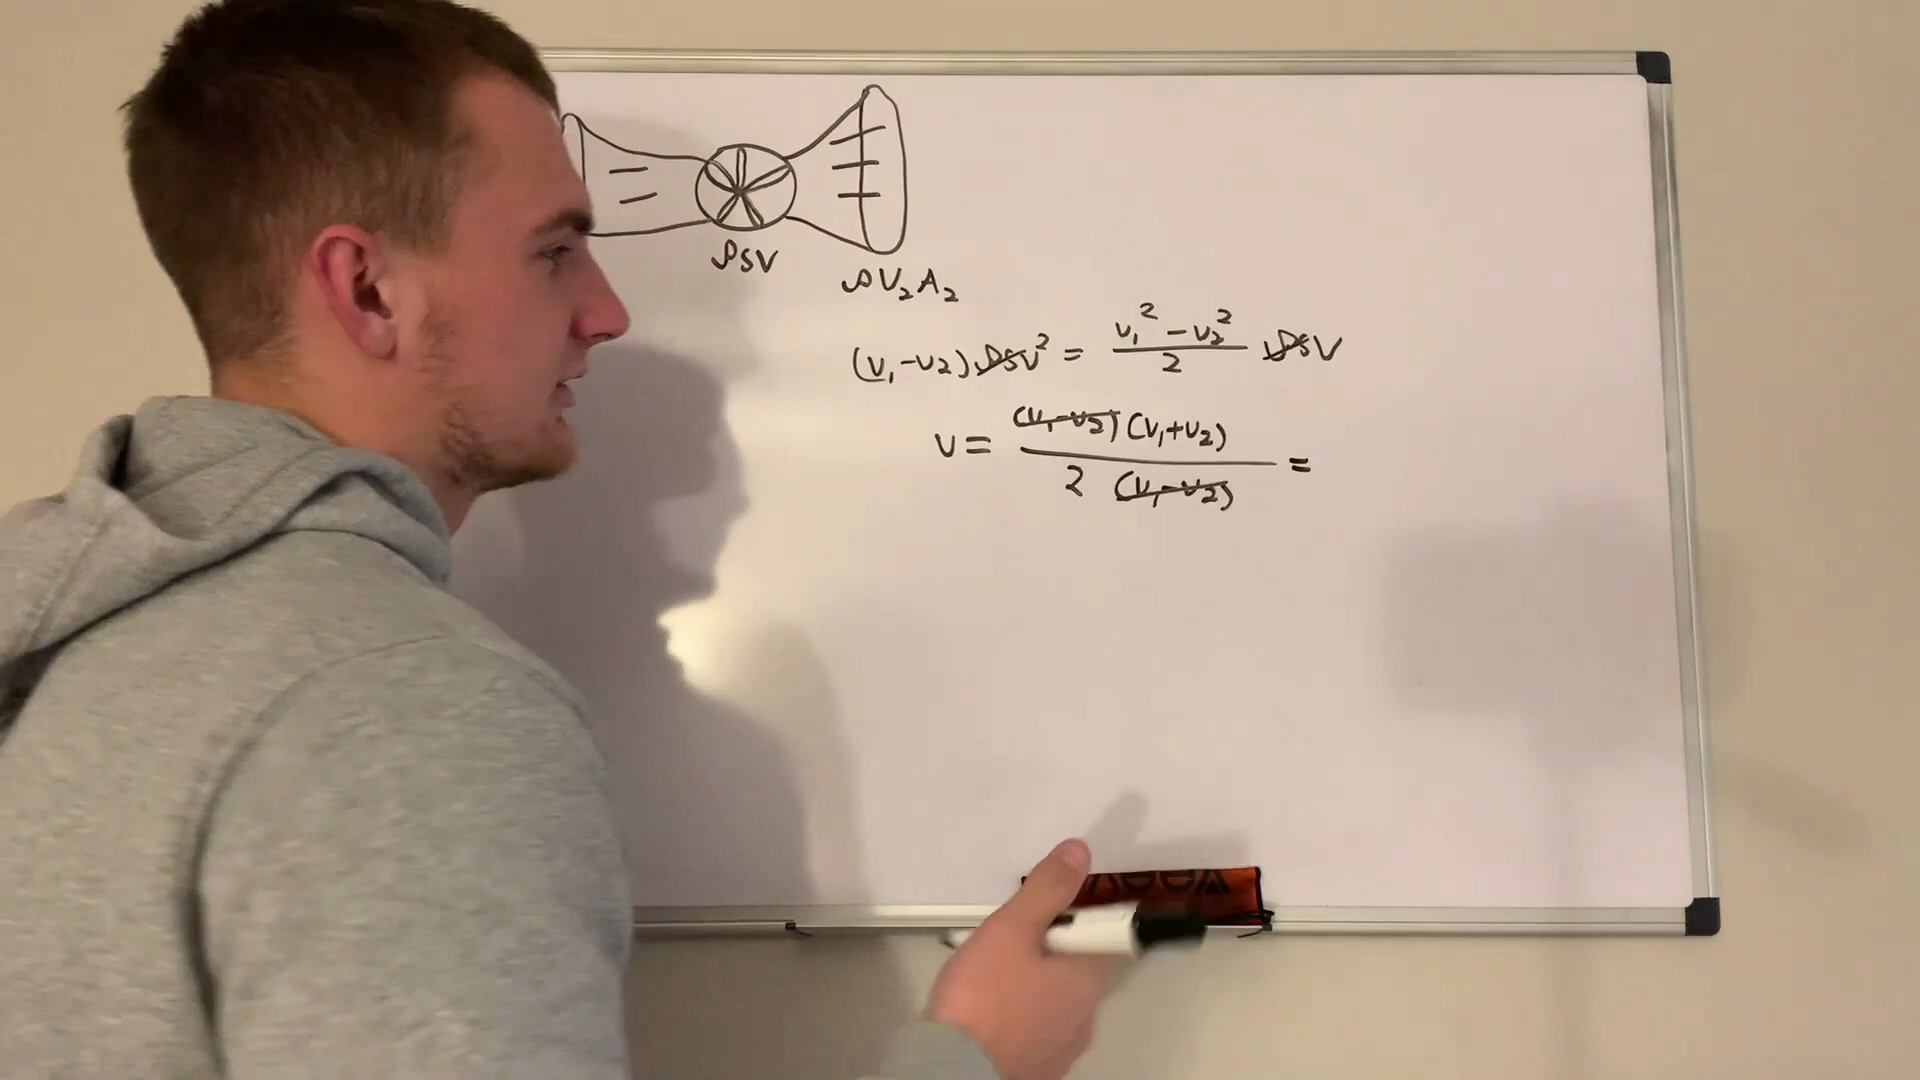 ρSV
ρV₂A₂
(v₁-v₂)ρSv² = v₁² - v₂² / 2 ρSV
v = (v₁-v₂)(v₁+v₂) / 2 (v₁-v₂) =